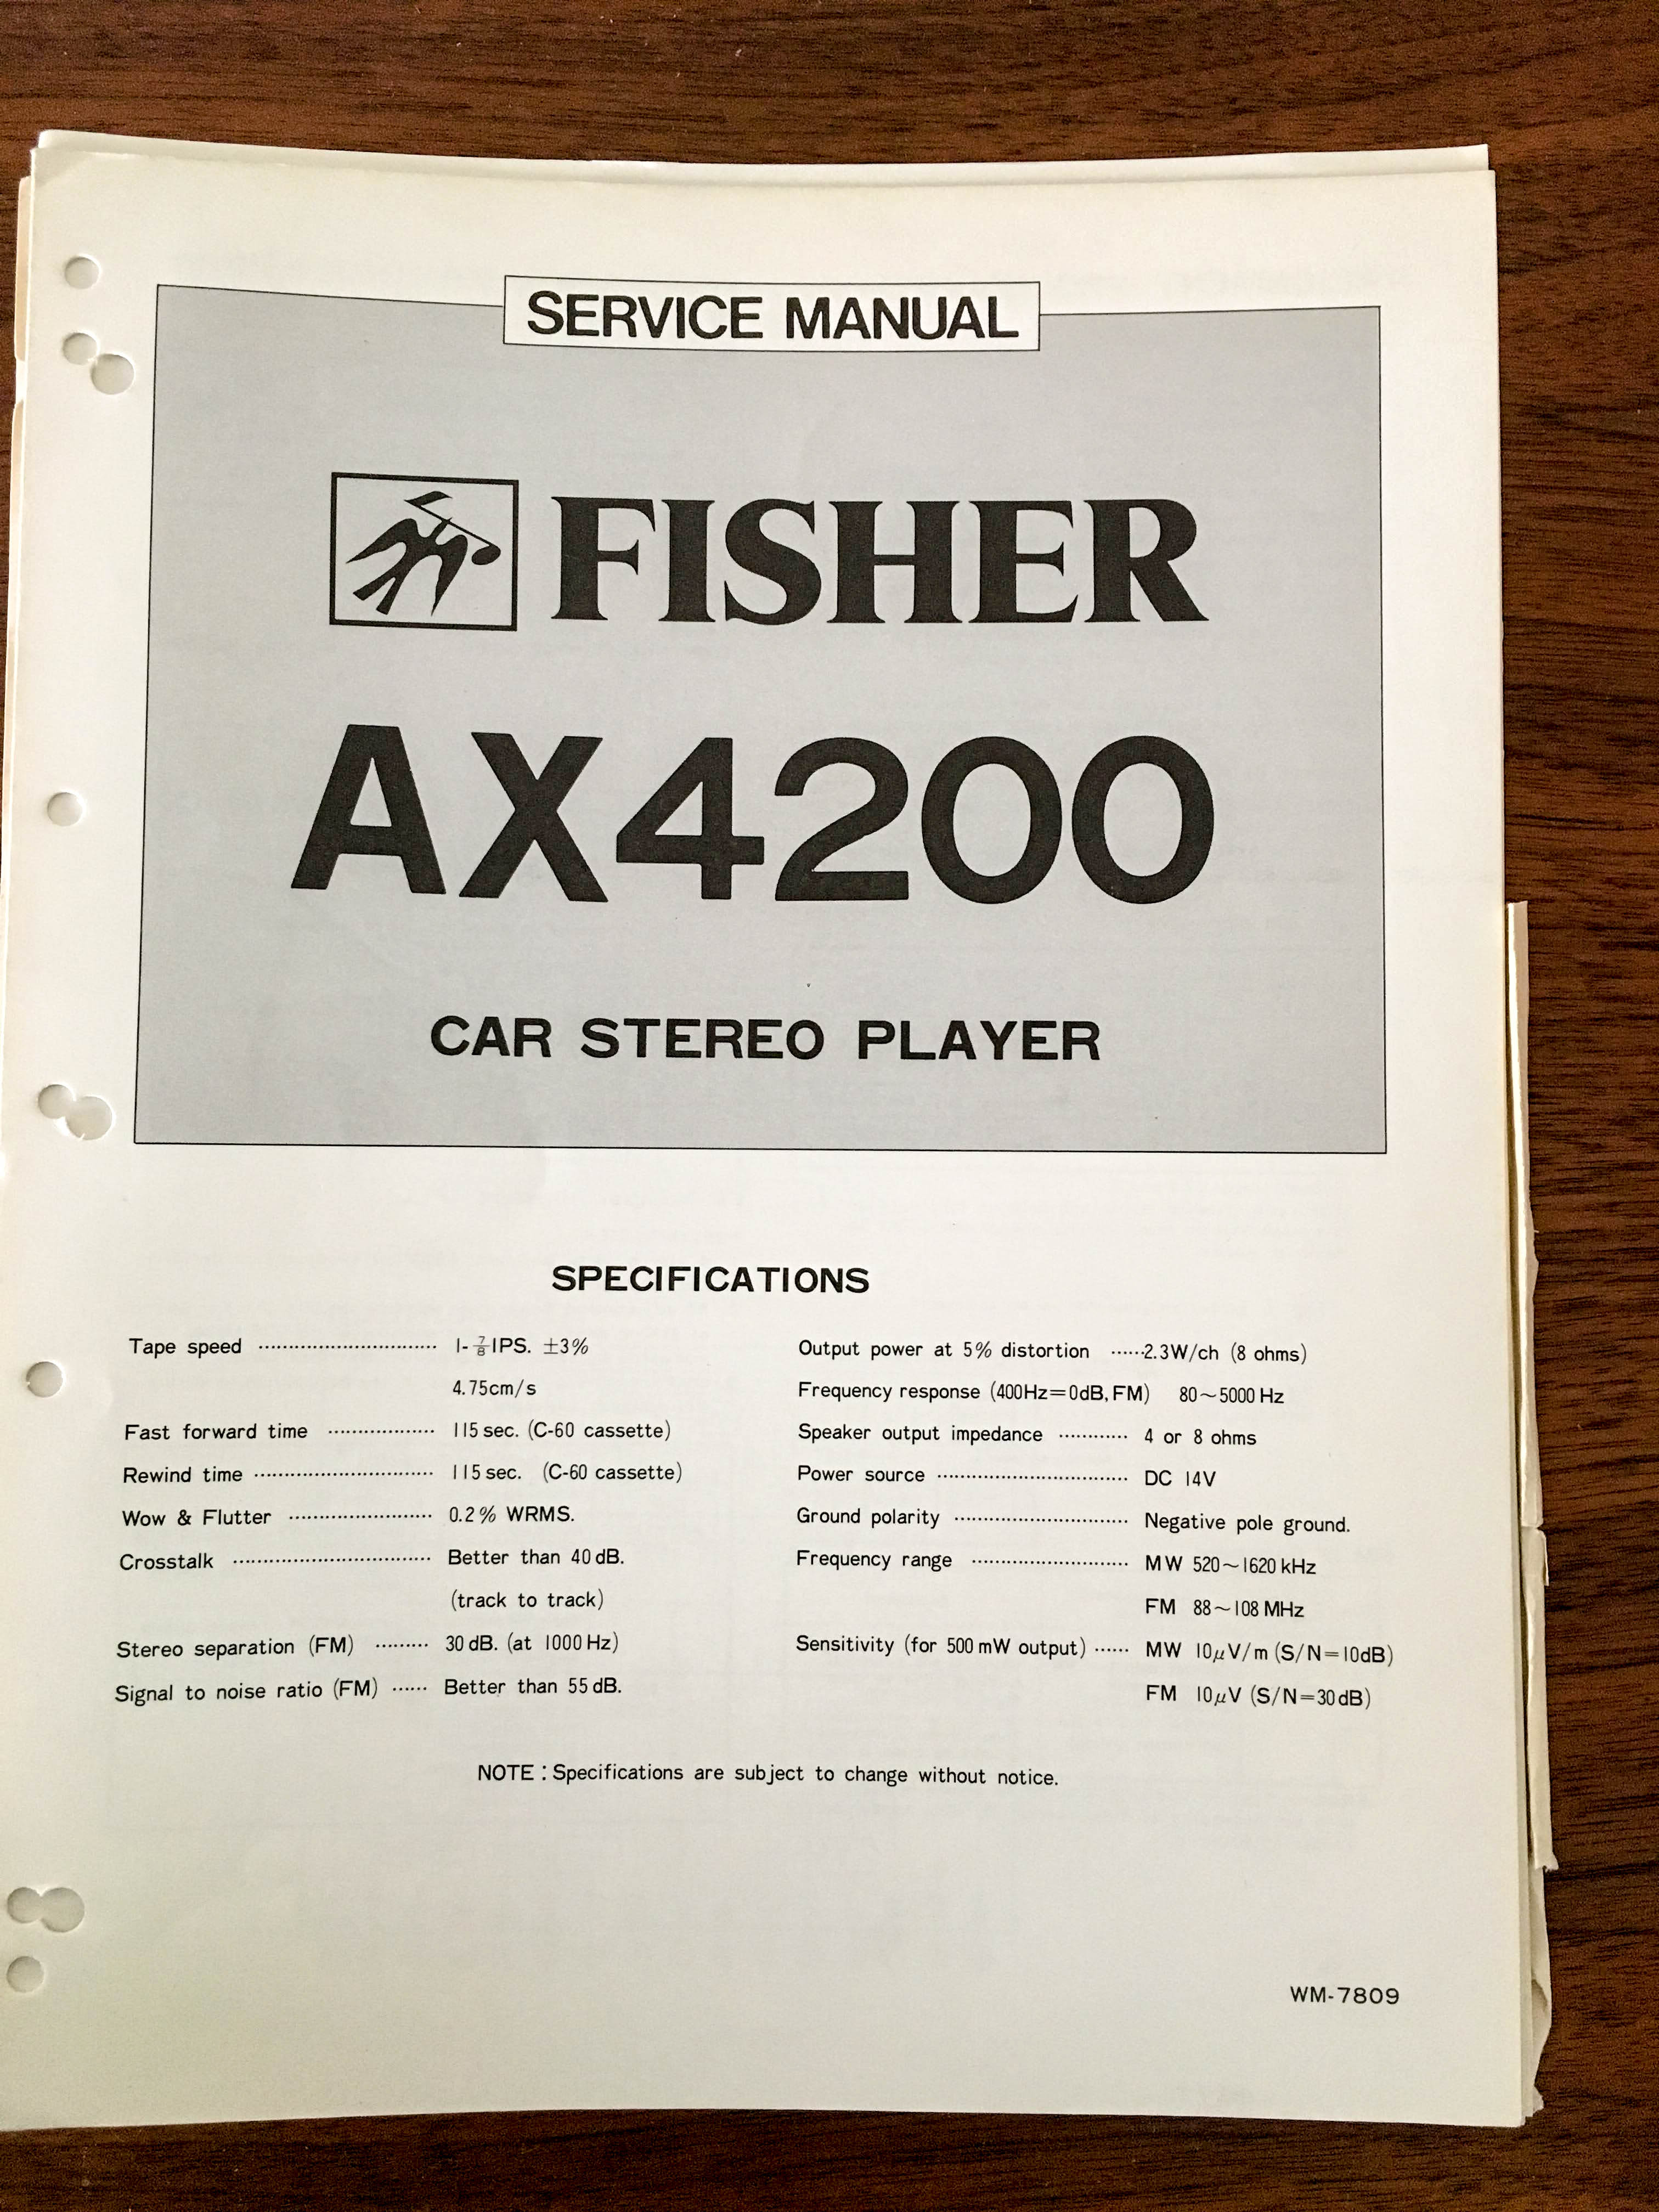 SERVICE MANUAL
FISHER
AX4200
CAR STEREO PLAYER
SPECIFICATIONS
Tape speed ······························ 1-7/8 IPS. ±3%
4.75cm/s
Fast forward time ·················· 115 sec. (C-60 cassette)
Rewind time ······························ 115 sec. (C-60 cassette)
Wow & Flutter ························ 0.2% WRMS.
Crosstalk ································· Better than 40 dB.
(track to track)
Stereo separation (FM) ········· 30 dB. (at 1000 Hz)
Signal to noise ratio (FM) ······ Better than 55 dB.
Output power at 5% distortion ······2.3W/ch (8 ohms)
Frequency response (400Hz=0dB, FM) 80~5000 Hz
Speaker output impedance ············ 4 or 8 ohms
Power source ································ DC 14V
Ground polarity ····························· Negative pole ground.
Frequency range ·························· MW 520~1620 kHz
FM 88~108 MHz
Sensitivity (for 500 mW output) ······ MW 10μV/m (S/N=10dB)
FM 10μV (S/N=30dB)
NOTE : Specifications are subject to change without notice.
WM-7809